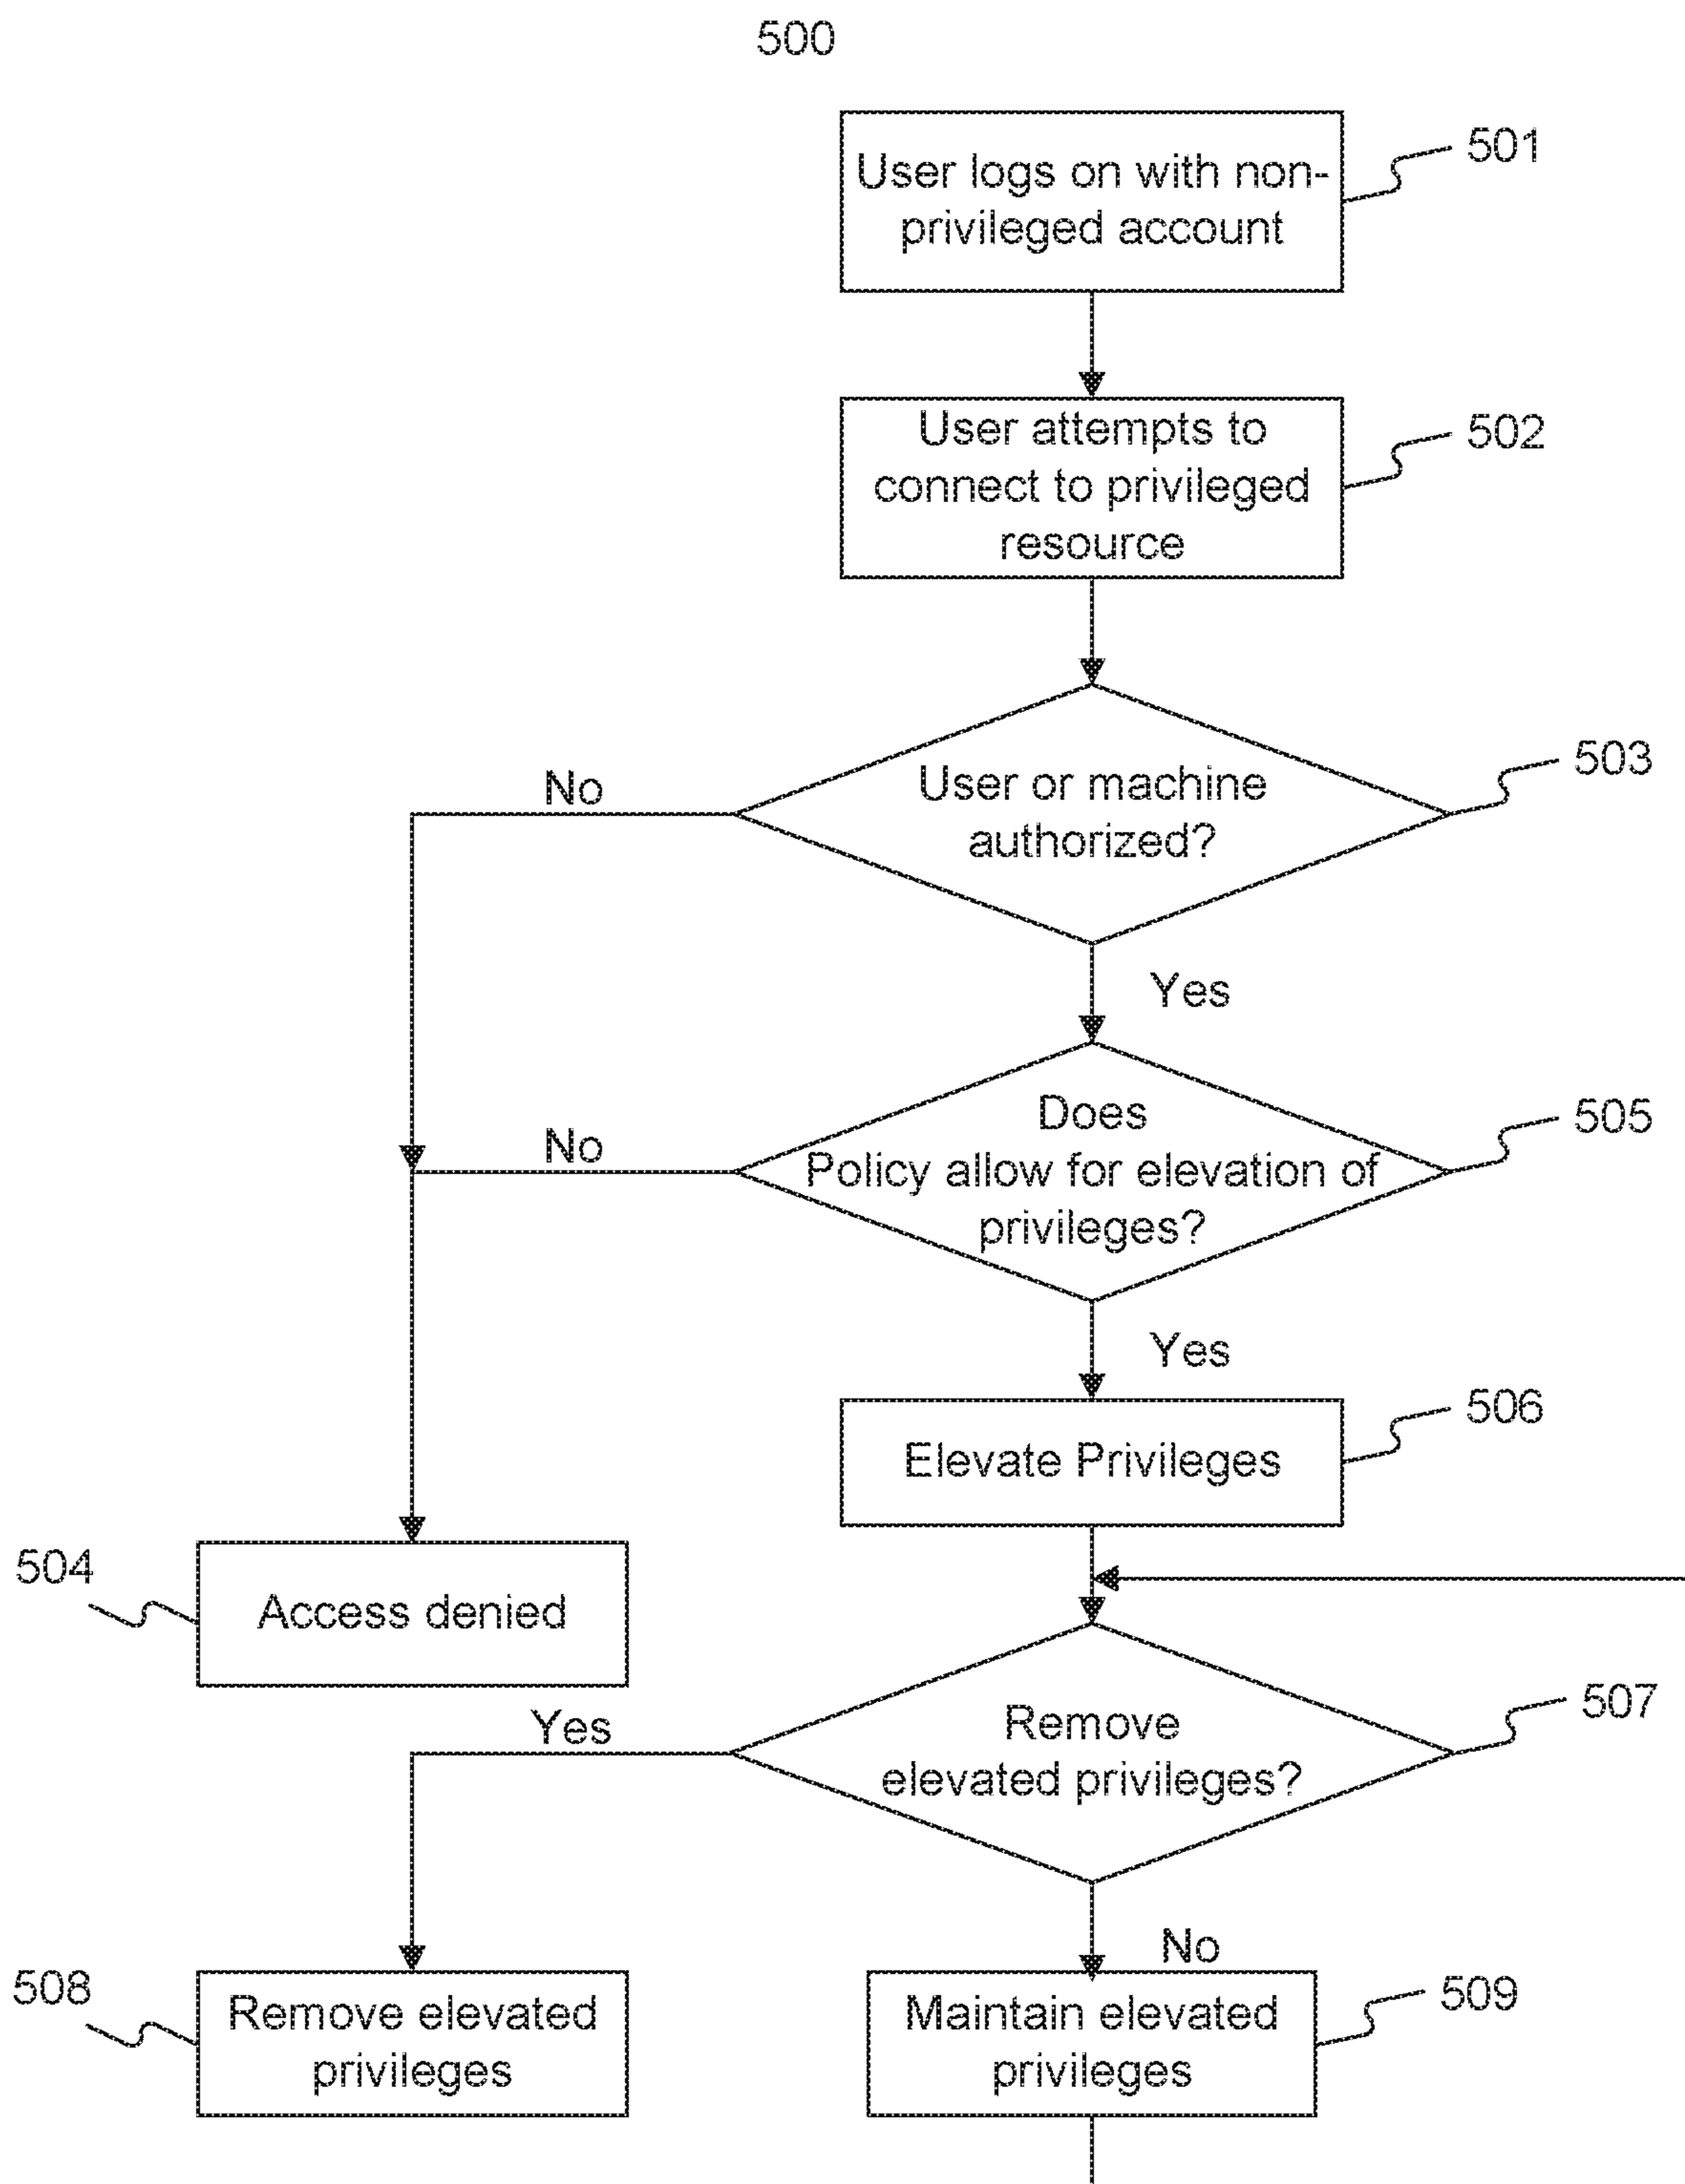 500
User logs on with non-
privileged account
501
User attempts to
connect to privileged
resource
502
User or machine
authorized?
503
No
Yes
Does
Policy allow for elevation of
privileges?
505
No
Yes
Elevate Privileges
506
504
Access denied
Remove
elevated privileges?
507
Yes
No
508
Remove elevated
privileges
Maintain elevated
privileges
509